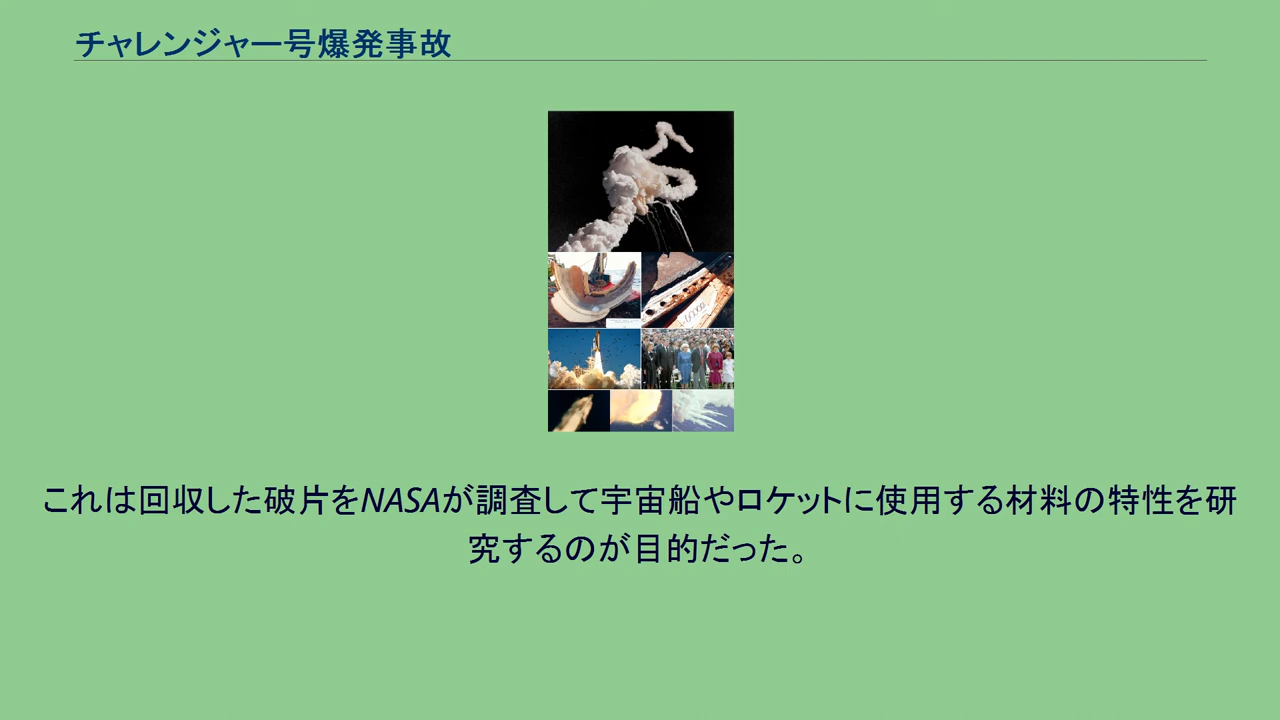 チャレンジャー号爆発事故
これは回収した破片をNASAが調査して宇宙船やロケットに使用する材料の特性を研
究するのが目的だった。